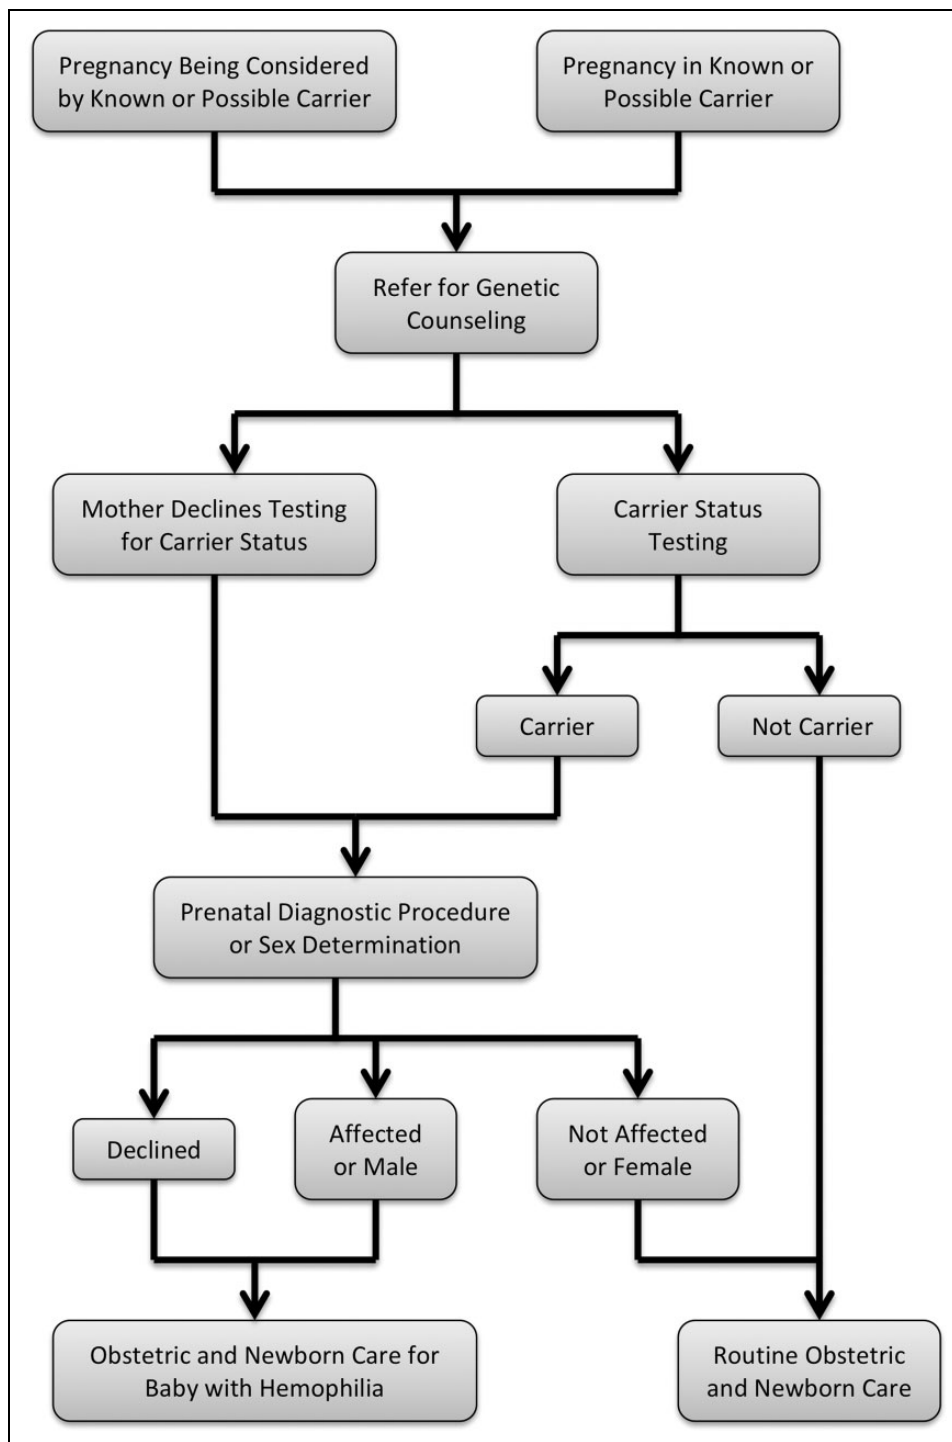 Pregnancy Being Considered
by Known or Possible Carrier
Pregnancy in Known or
Possible Carrier
Refer for Genetic
Counseling
Mother Declines Testing
for Carrier Status
Carrier Status
Testing
Carrier
Not Carrier
Prenatal Diagnostic Procedure
or Sex Determination
Declined
Affected
or Male
Not Affected
or Female
Obstetric and Newborn Care for
Baby with Hemophilia
Routine Obstetric
and Newborn Care